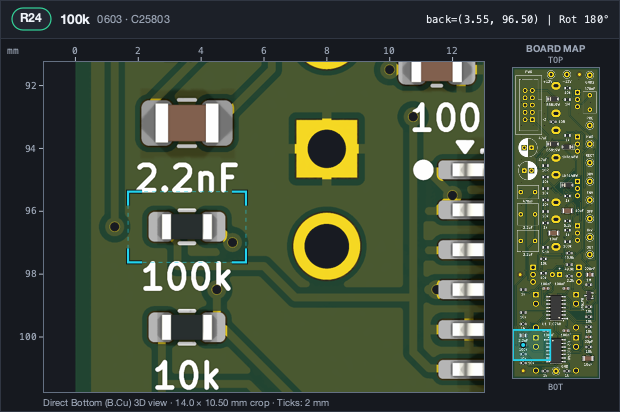 R24 100k 0603 · C25803 back=(3.55, 96.50) | Rot 180°
mm 0 2 4 6 8 10 12
BOARD MAP
TOP
92
94
96
98
100
100
2.2nF
100k
10k
BOT
Direct Bottom (B.Cu) 3D view · 14.0 × 10.50 mm crop · Ticks: 2 mm